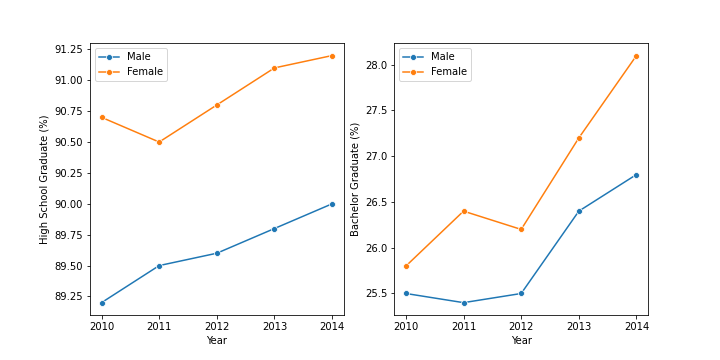 High School Graduate (%)
91.25
91.00
90.75
90.50
90.25
90.00
89.75
89.50
89.25
Male
Female
2010 2011 2012 2013 2014
Year
Bachelor Graduate (%)
28.0
27.5
27.0
26.5
26.0
25.5
Male
Female
2010 2011 2012 2013 2014
Year